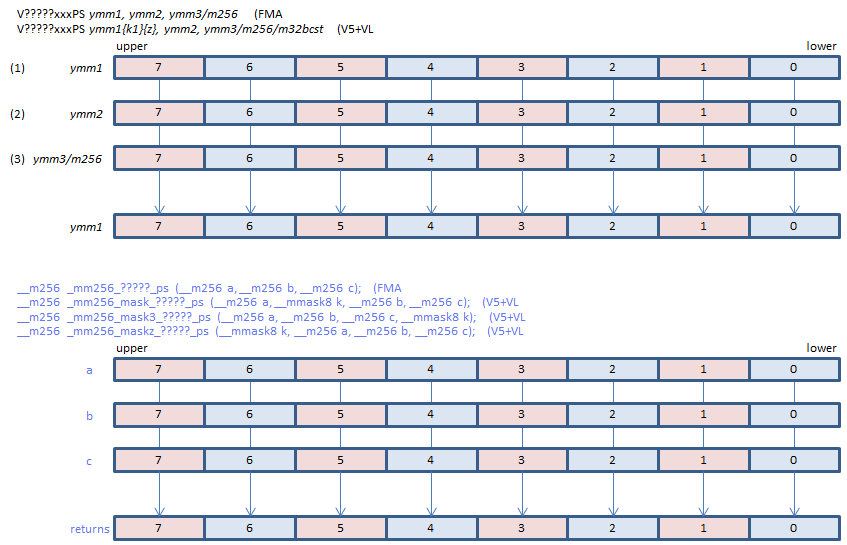 V?????xxxPS ymm1, ymm2, ymm3/m256 (FMA
V?????xxxPS ymm1{k1}{z}, ymm2, ymm3/m256/m32bcst (V5+VL
upper lower
(1) ymm1 7 6 5 4 3 2 1 0
(2) ymm2 7 6 5 4 3 2 1 0
(3) ymm3/m256 7 6 5 4 3 2 1 0
ymm1 7 6 5 4 3 2 1 0
__m256 _mm256_?????_ps (__m256 a, __m256 b, __m256 c); (FMA
__m256 _mm256_mask_?????_ps (__m256 a, __mmask8 k, __m256 b, __m256 c); (V5+VL
__m256 _mm256_mask3_?????_ps (__m256 a, __m256 b, __m256 c, __mmask8 k); (V5+VL
__m256 _mm256_maskz_?????_ps (__mmask8 k, __m256 a, __m256 b, __m256 c); (V5+VL
upper lower
a 7 6 5 4 3 2 1 0
b 7 6 5 4 3 2 1 0
c 7 6 5 4 3 2 1 0
returns 7 6 5 4 3 2 1 0